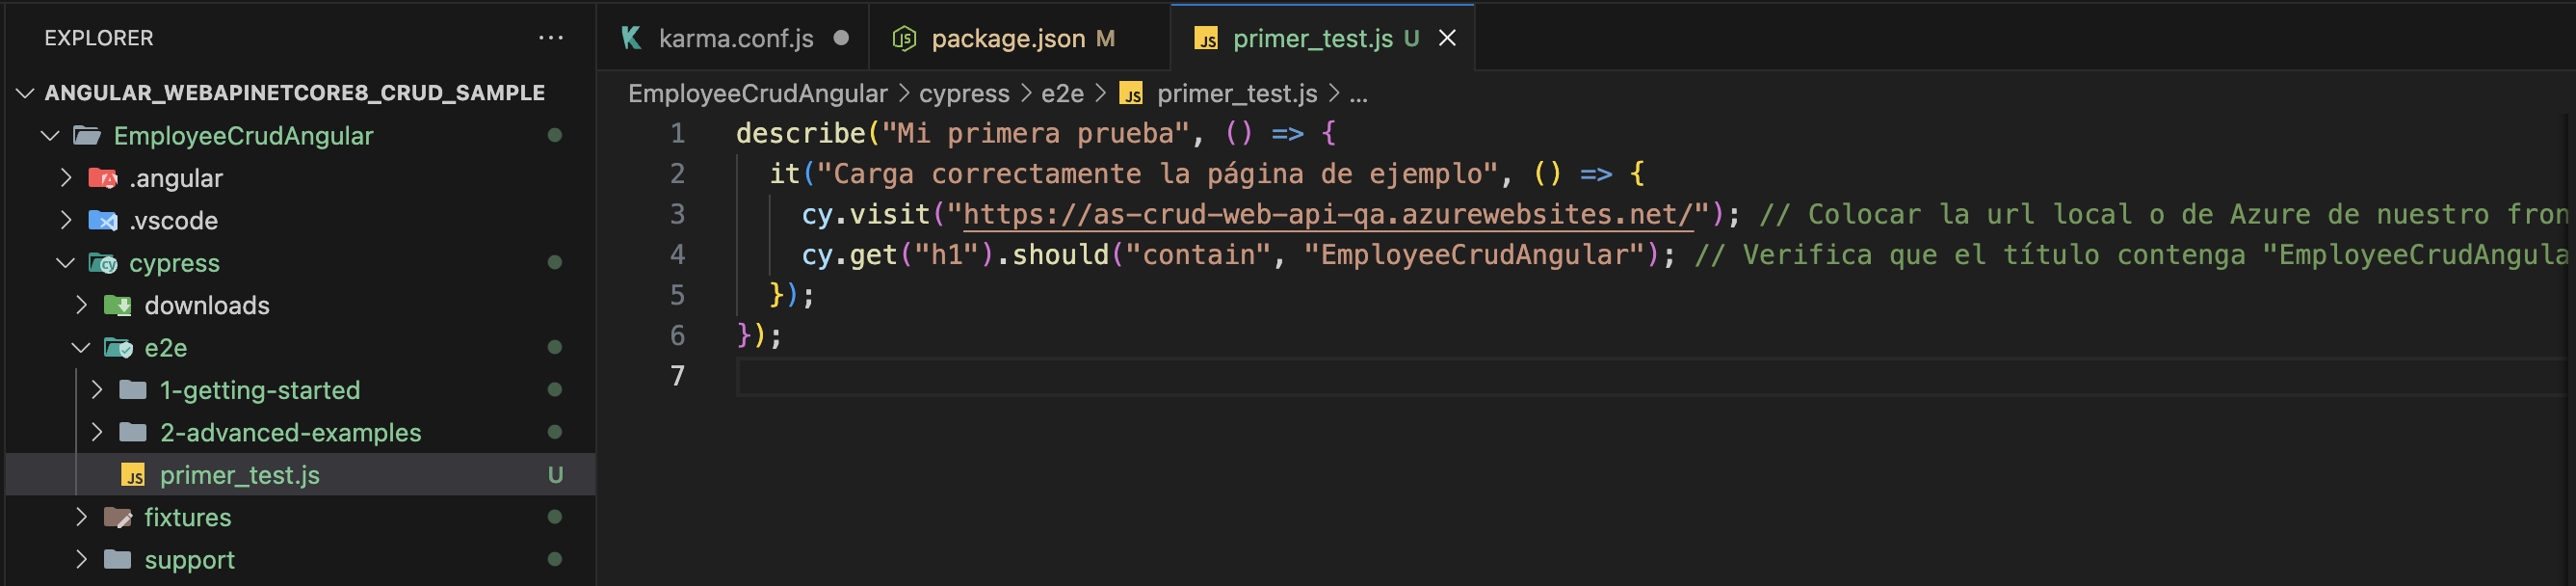 EXPLORER
ANGULAR_WEBAPINETCORE8_CRUD_SAMPLE
EmployeeCrudAngular
.angular
.vscode
cypress
downloads
e2e
1-getting-started
2-advanced-examples
JS primer_test.js U
fixtures
support
karma.conf.js
JS package.json M
JS primer_test.js U
EmployeeCrudAngular > cypress > e2e > JS primer_test.js > ...
1 describe("Mi primera prueba", () => {
2 it("Carga correctamente la página de ejemplo", () => {
3 cy.visit("https://as-crud-web-api-qa.azurewebsites.net/"); // Colocar la url local o de Azure de nuestro fron
4 cy.get("h1").should("contain", "EmployeeCrudAngular"); // Verifica que el título contenga "EmployeeCrudAngula
5 });
6 });
7